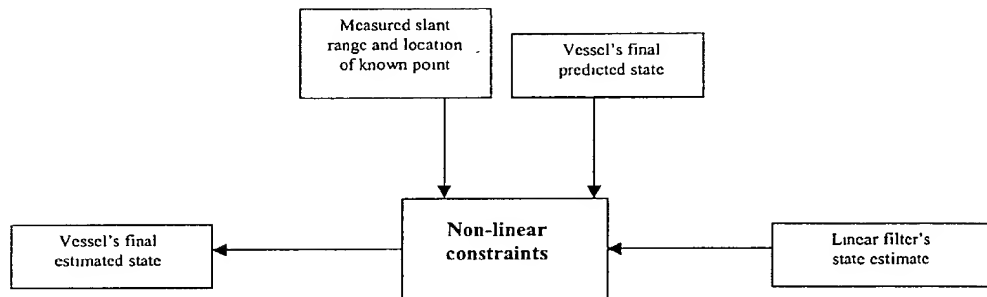 Measured slant
range and location
of known point
Vessel's final
predicted state
Non-linear
constraints
Vessel's final
estimated state
Linear filter's
state estimate